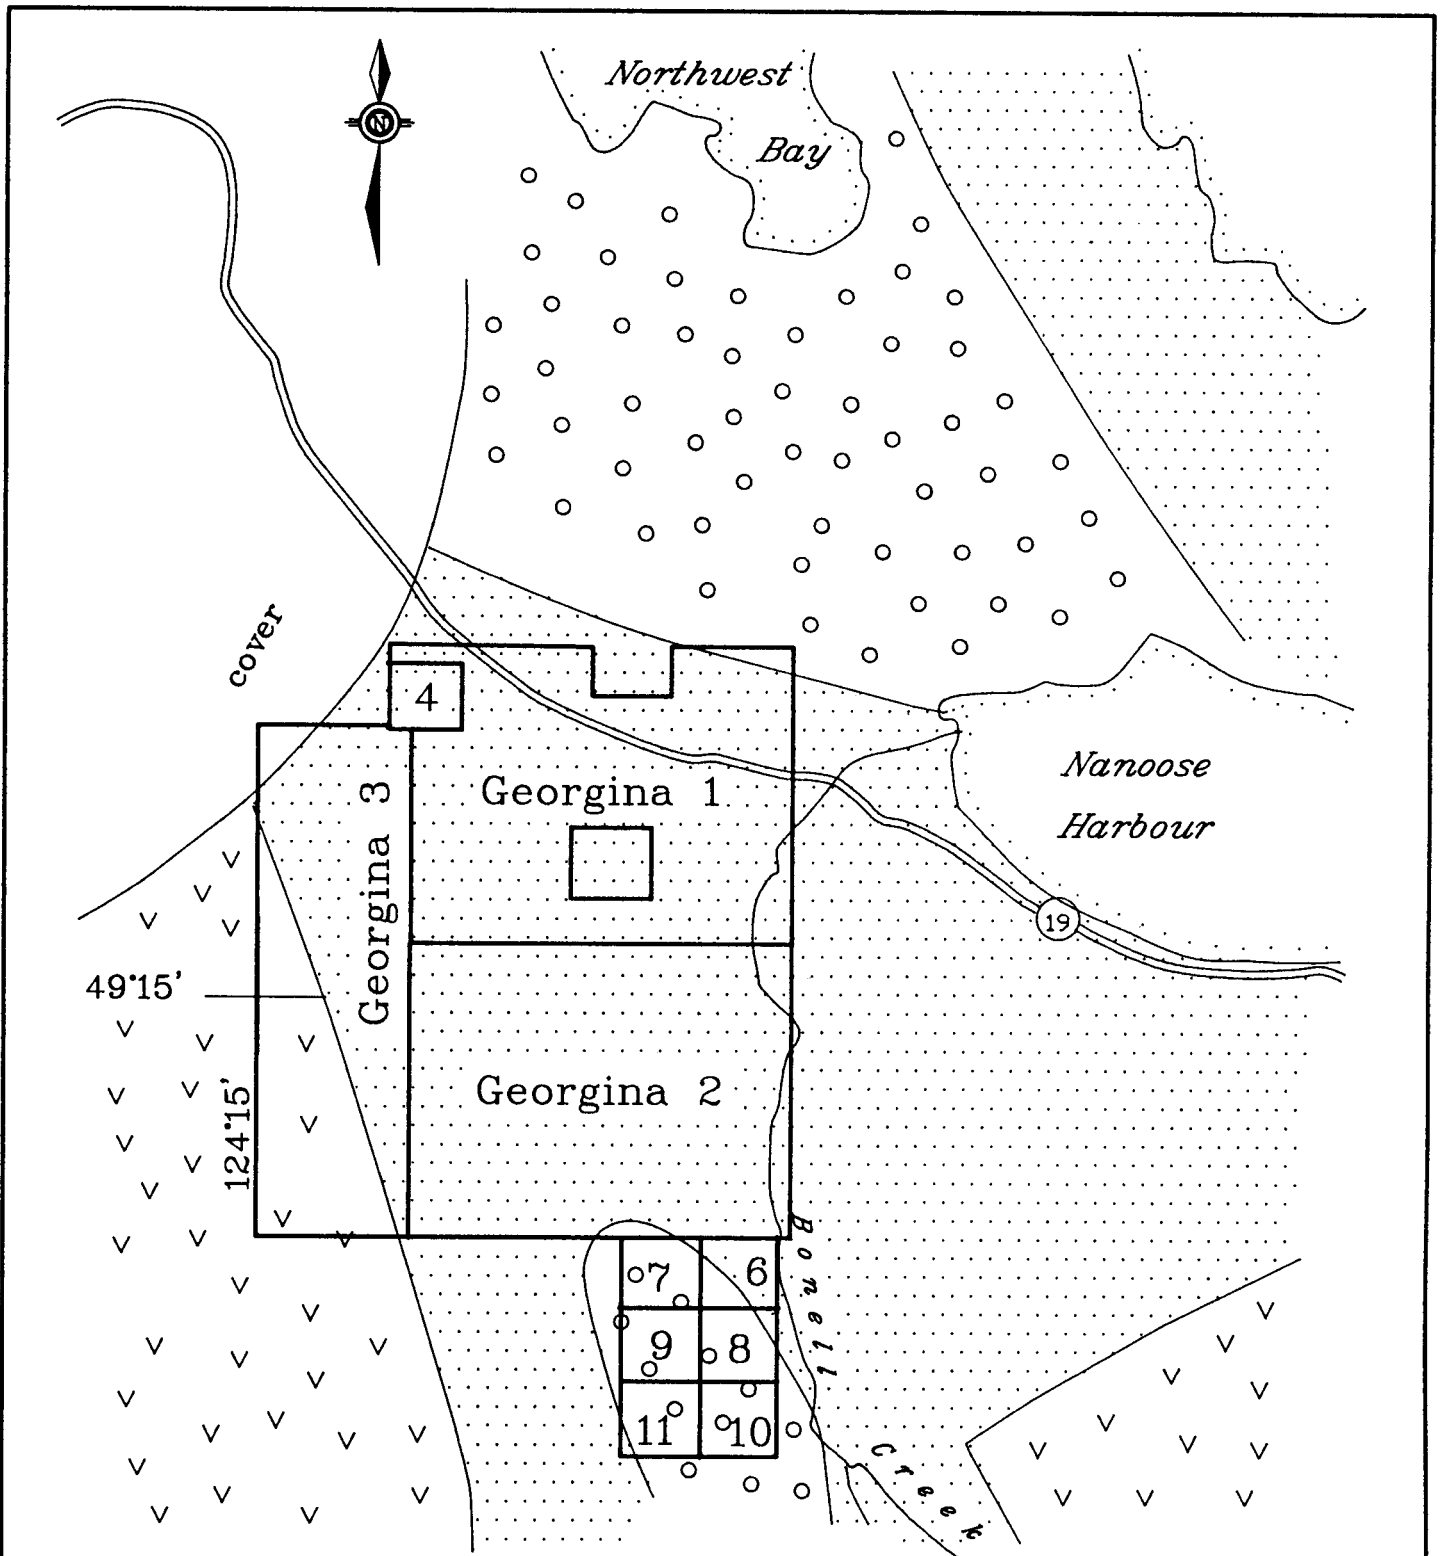 N
Northwest
Bay
cover
4
Georgina 1
Georgina 3
Nanoose
Harbour
19
49°15'
Georgina 2
124°15'
Bonell
Creek
7
6
9
8
11
10